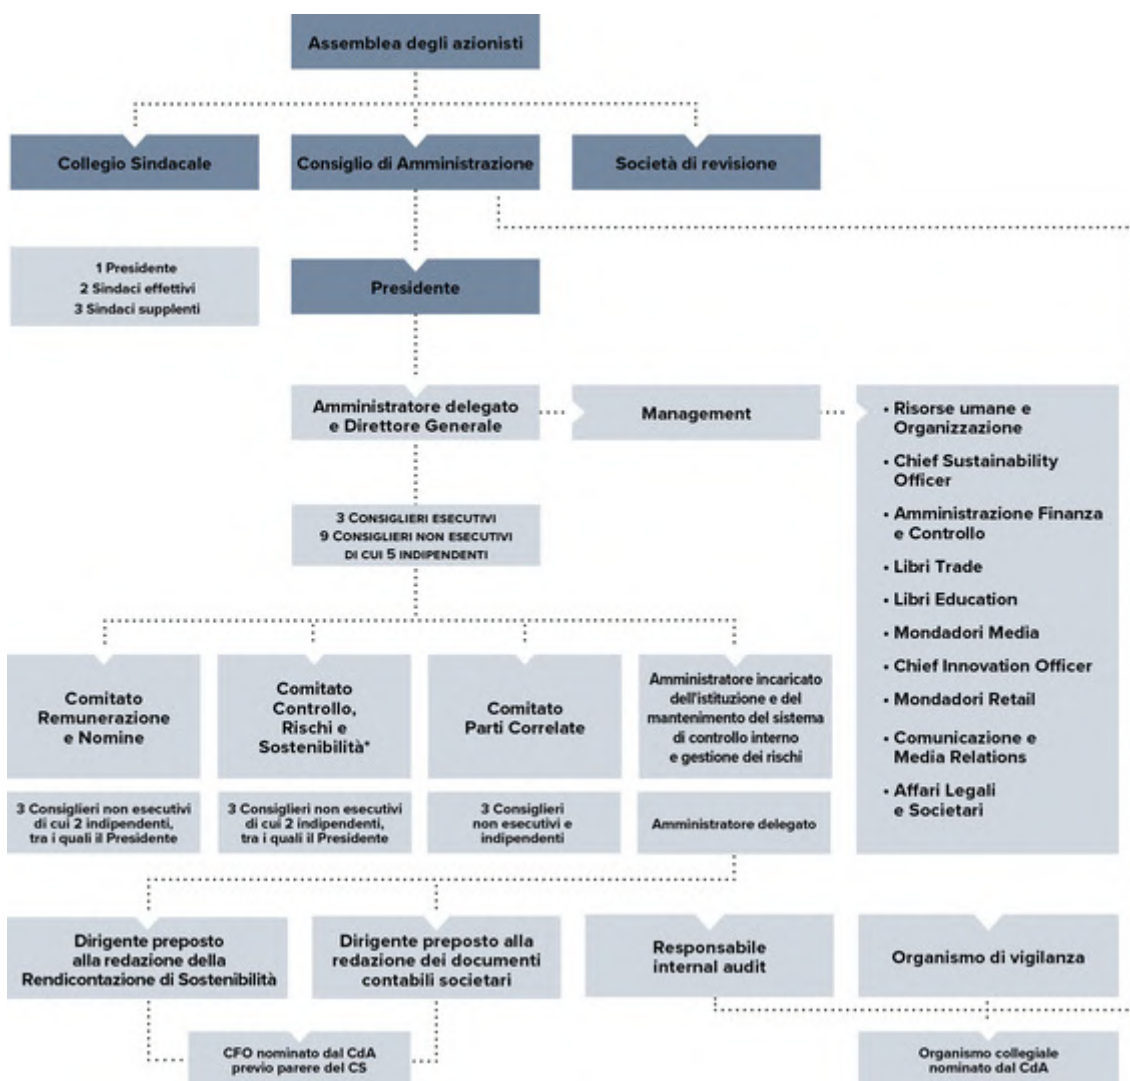 Assemblea degli azionisti
Collegio Sindacale
Consiglio di Amministrazione
Società di revisione
1 Presidente
2 Sindaci effettivi
3 Sindaci supplenti
Presidente
Amministratore delegato
e Direttore Generale
Management
• Risorse umane e
Organizzazione
• Chief Sustainability
Officer
• Amministrazione Finanza
e Controllo
• Libri Trade
• Libri Education
• Mondadori Media
• Chief Innovation Officer
• Mondadori Retail
• Comunicazione e
Media Relations
• Affari Legali
e Societari
3 CONSIGLIERI ESECUTIVI
9 CONSIGLIERI NON ESECUTIVI
DI CUI 5 INDIPENDENTI
Comitato
Remunerazione
e Nomine
Comitato
Controllo,
Rischi e
Sostenibilità*
Comitato
Parti Correlate
Amministratore incaricato
dell'istituzione e del
mantenimento del sistema
di controllo interno
e gestione dei rischi
3 Consiglieri non esecutivi
di cui 2 indipendenti,
tra i quali il Presidente
3 Consiglieri non esecutivi
di cui 2 indipendenti,
tra i quali il Presidente
3 Consiglieri
non esecutivi e
indipendenti
Amministratore delegato
Dirigente preposto
alla redazione della
Rendicontazione di Sostenibilità
Dirigente preposto alla
redazione dei documenti
contabili societari
Responsabile
internal audit
Organismo di vigilanza
CFO nominato dal CdA
previo parere del CS
Organismo collegiale
nominato dal CdA